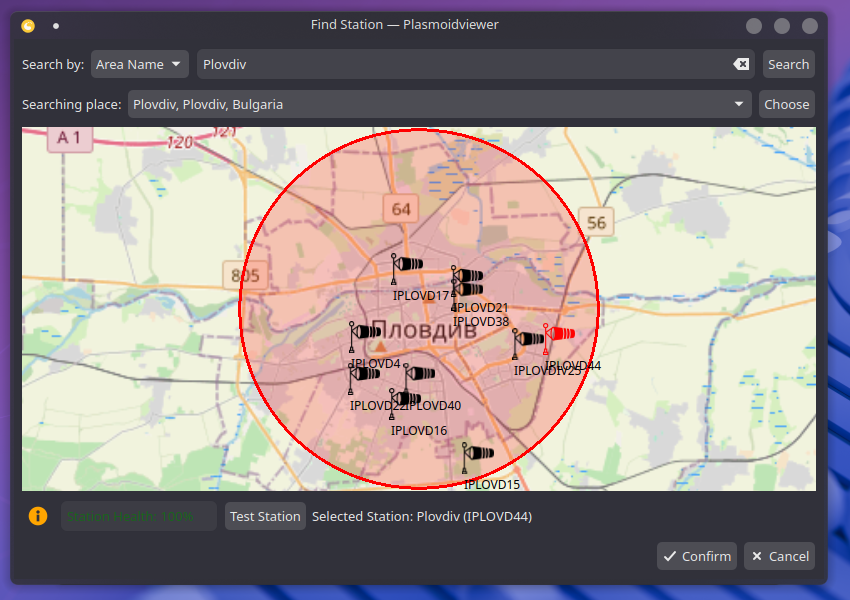 Find Station — Plasmoidviewer
Search by: Area Name Plovdiv Search
Searching place: Plovdiv, Plovdiv, Bulgaria Choose
A 1
120
121
64
56
805
IPLOVD17
IPLOVD21
IPLOVD38
Пловдив
IPLOVD4
IPLOVDIV25
IPLOVD44
IPLOVD22
IPLOVD40
IPLOVD16
IPLOVD15
Station Health: 100% Test Station Selected Station: Plovdiv (IPLOVD44)
Confirm Cancel